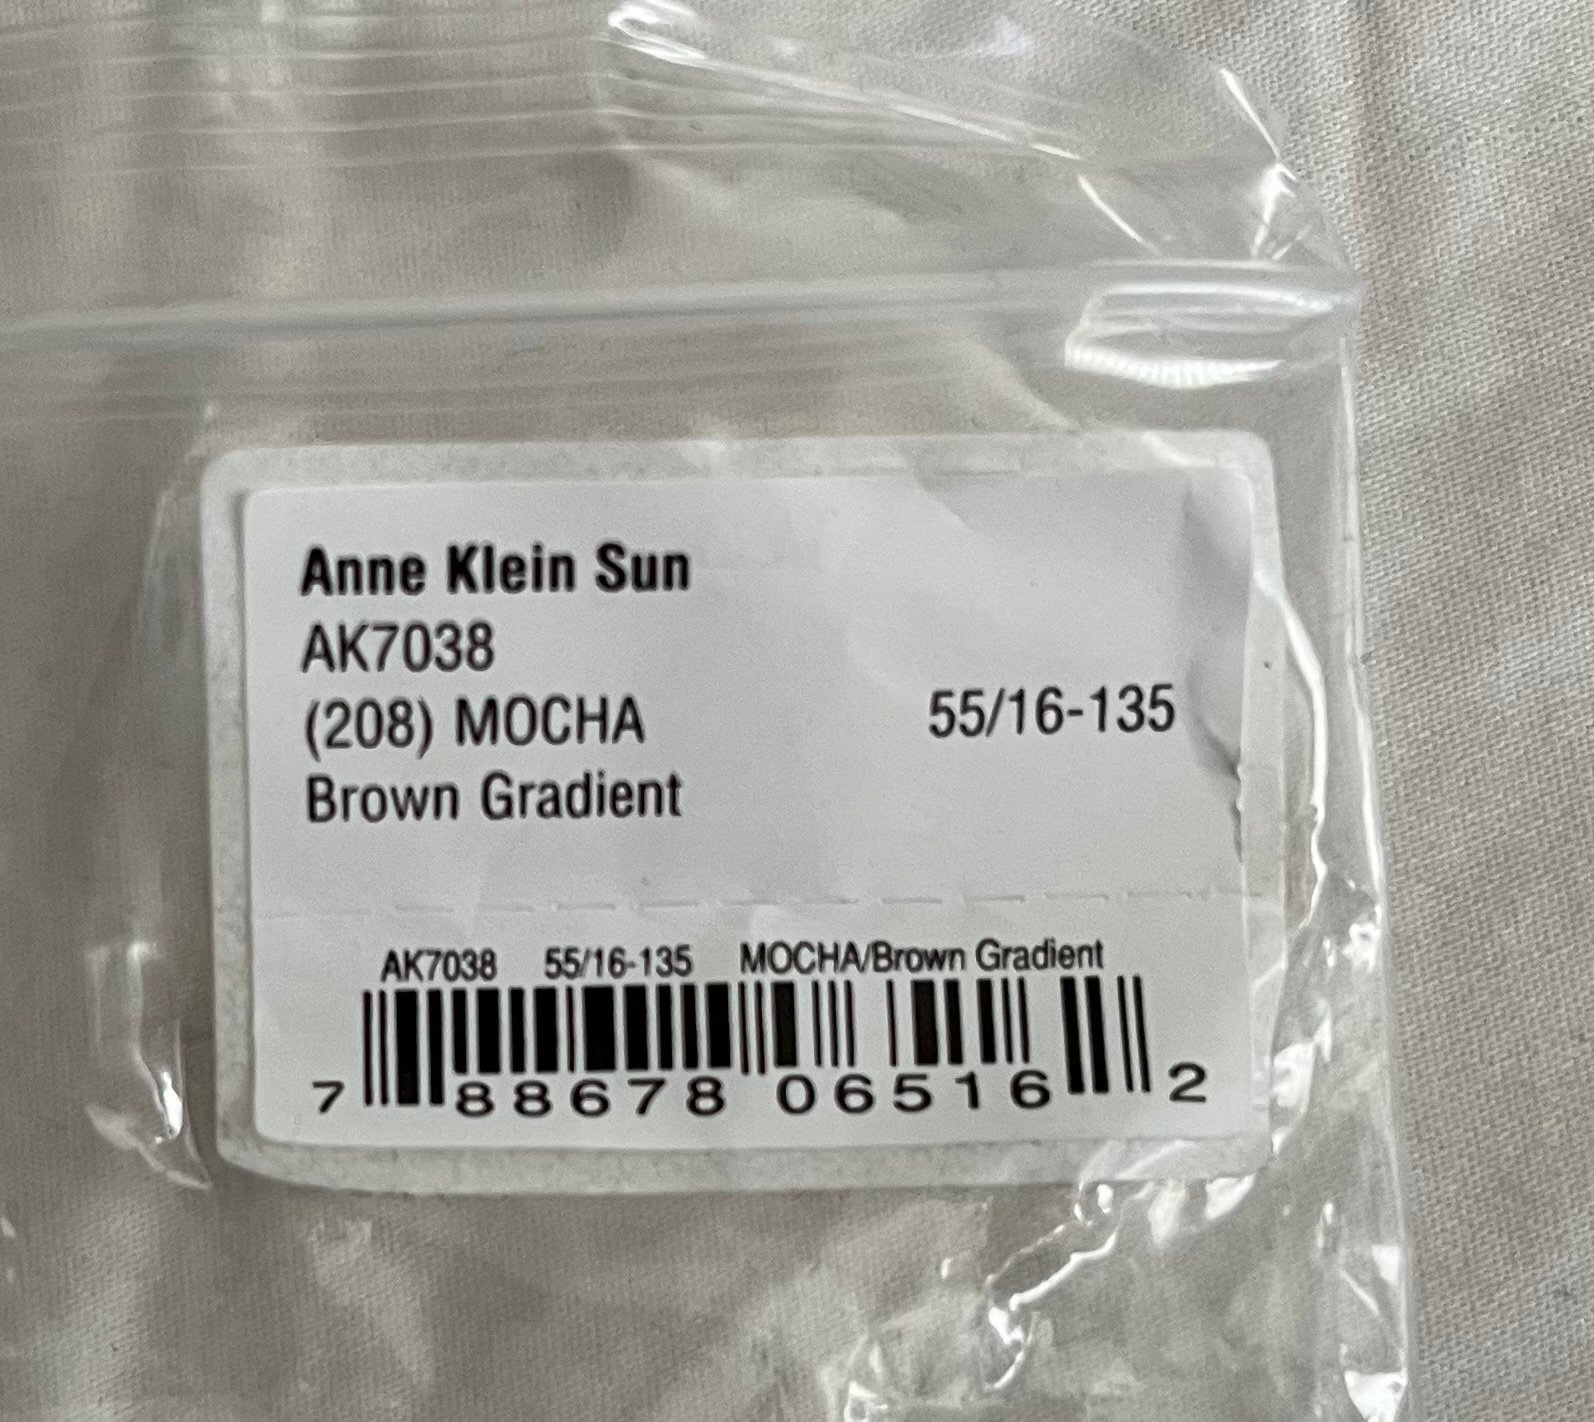 Anne Klein Sun
AK7038
(208) MOCHA 55/16-135
Brown Gradient
AK7038 55/16-135 MOCHA/Brown Gradient
7 88678 06516 2